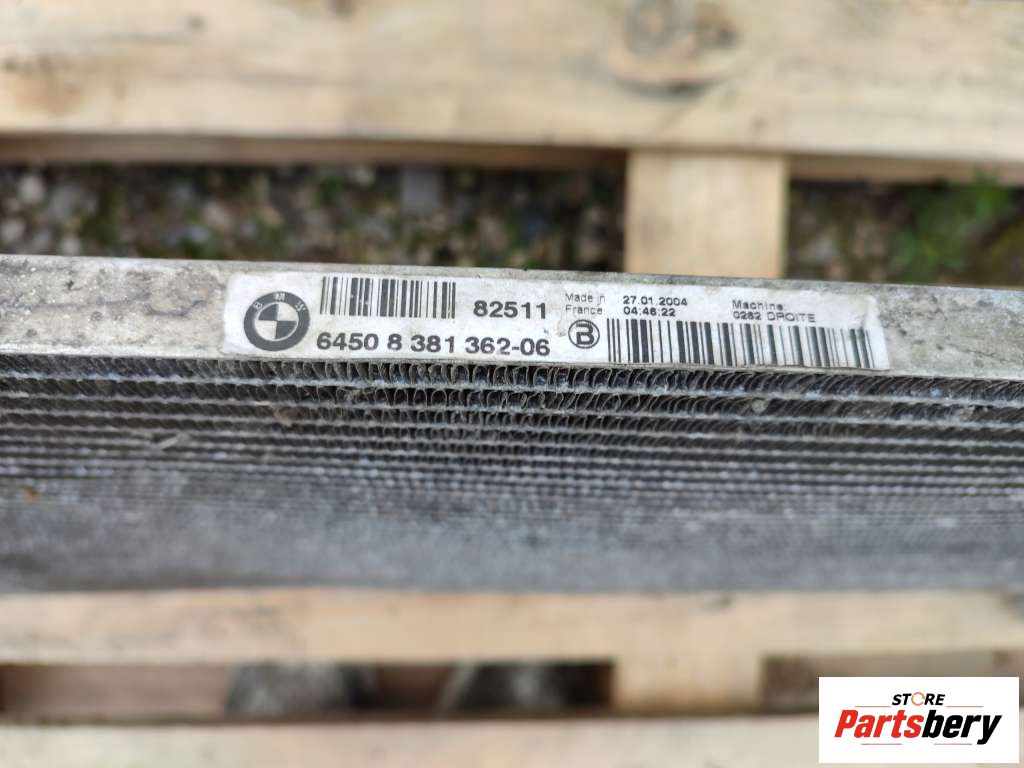 BMW
82511
6450 8 381 362-06
Made in
France
B
27.01.2004
04:46:22
Machine
0262 DROITE
STORE
Partsbery